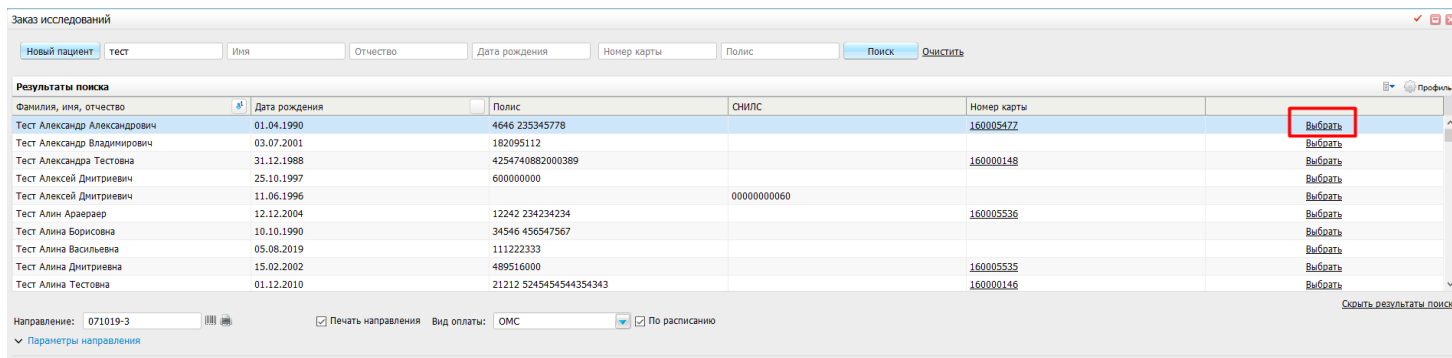 Заказ исследований
Новый пациент тест Имя Отчество Дата рождения Номер карты Полис Поиск Очистить
Результаты поиска Профиль
Фамилия, имя, отчество Дата рождения Полис СНИЛС Номер карты
Тест Александр Александрович 01.04.1990 4646 235345778 160005477 Выбрать
Тест Александр Владимирович 03.07.2001 182095112 Выбрать
Тест Александра Тестовна 31.12.1988 4254740882000389 160000148 Выбрать
Тест Алексей Дмитриевич 25.10.1997 600000000 Выбрать
Тест Алексей Дмитриевич 11.06.1996 00000000060 Выбрать
Тест Алин Араераер 12.12.2004 12242 234234234 160005536 Выбрать
Тест Алина Борисовна 10.10.1990 34546 456547567 Выбрать
Тест Алина Васильевна 05.08.2019 111222333 Выбрать
Тест Алина Дмитриевна 15.02.2002 489516000 160005535 Выбрать
Тест Алина Тестовна 01.12.2010 21212 5245454544354343 160000146 Выбрать
Скрыть результаты поиск
Направление: 071019-3 Печать направления Вид оплаты: ОМС По расписанию
Параметры направления